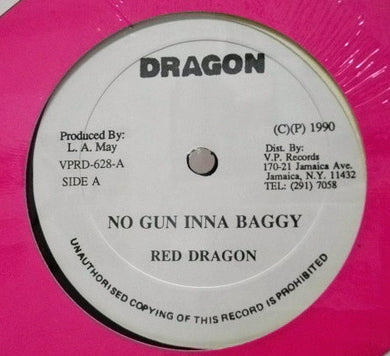 DRAGON
Produced By:
L. A. May
VPRD-628-A
SIDE A
(C)(P) 1990
Dist. By:
V.P. Records
170-21 Jamaica Ave.
Jamaica, N.Y. 11432
TEL: (291) 7058
NO GUN INNA BAGGY
RED DRAGON
UNAUTHORISED COPYING OF THIS RECORD IS PROHIBITED